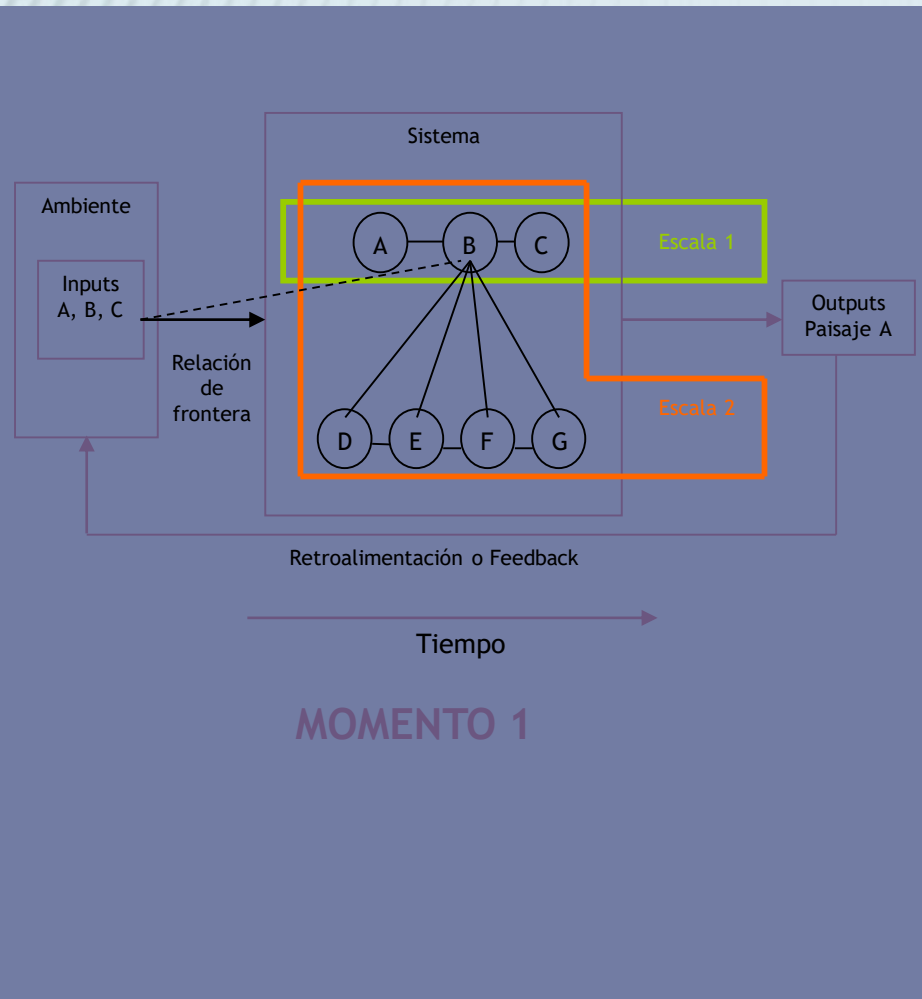 Sistema
Ambiente
Inputs
A, B, C
Relación
de
frontera
A
B
C
Escala 1
D
E
F
G
Escala 2
Outputs
Paisaje A
Retroalimentación o Feedback
Tiempo
MOMENTO 1